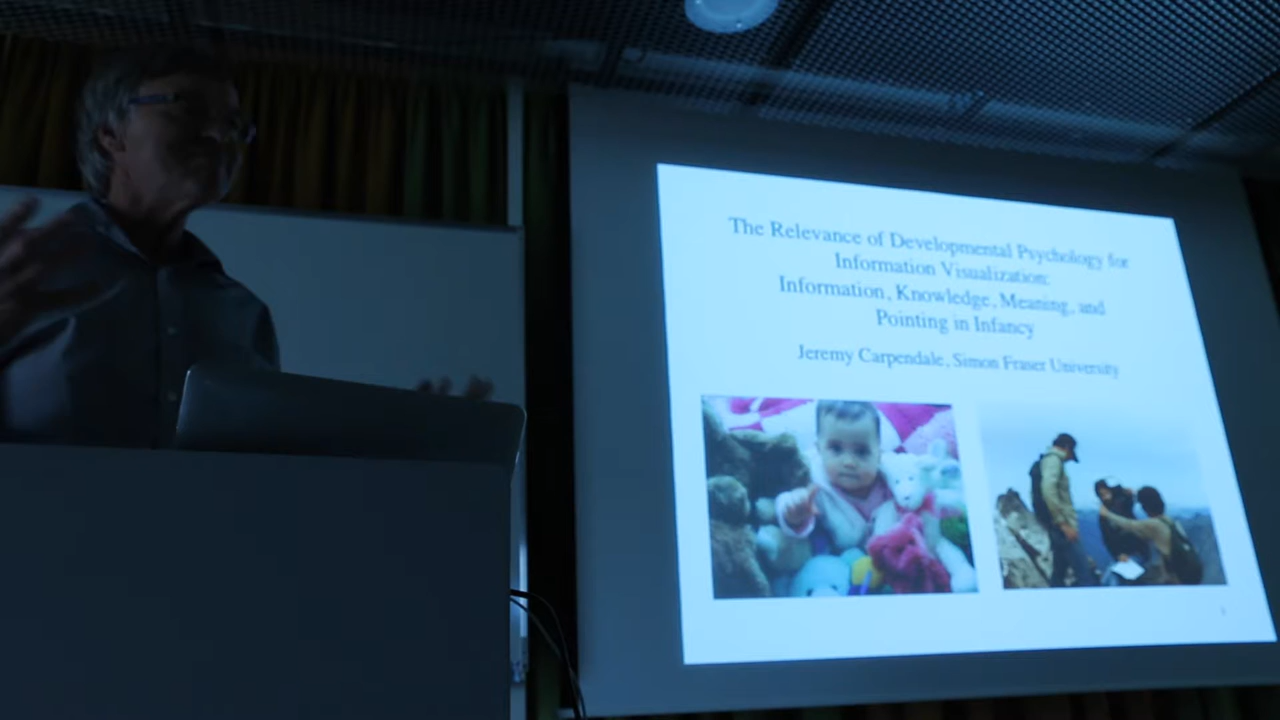 The Relevance of Developmental Psychology for
Information Visualization:
Information, Knowledge, Meaning, and
Pointing in Infancy
Jeremy Carpendale, Simon Fraser University